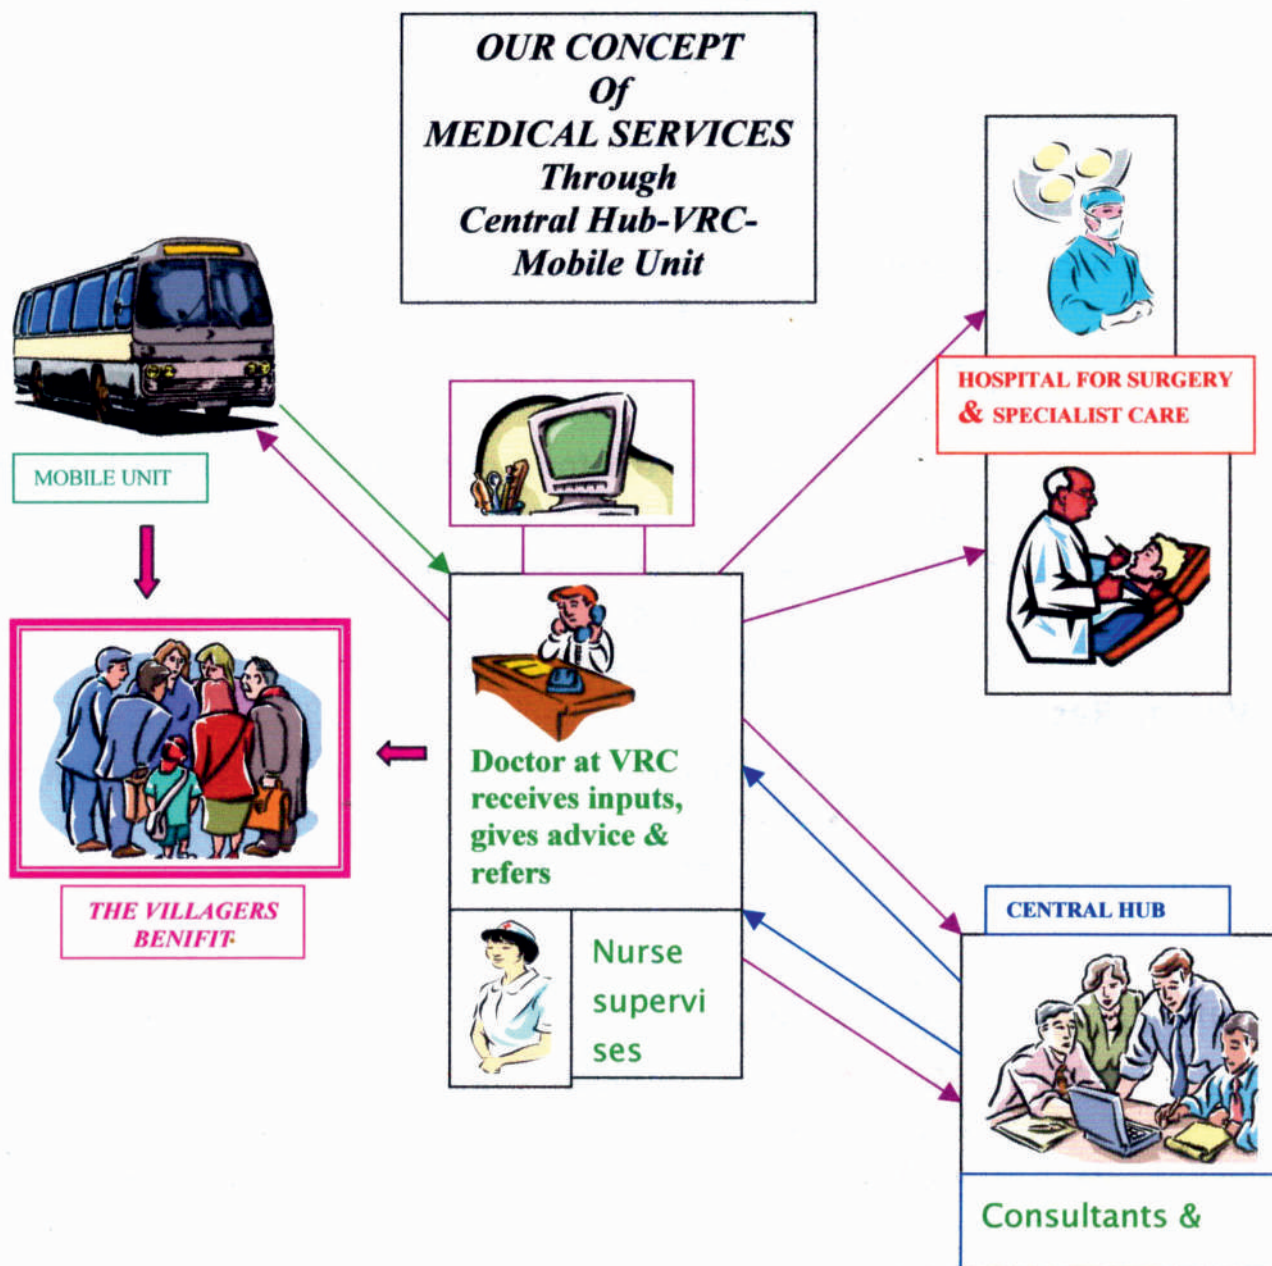 OUR CONCEPT
Of
MEDICAL SERVICES
Through
Central Hub-VRC-
Mobile Unit
HOSPITAL FOR SURGERY
& SPECIALIST CARE
MOBILE UNIT
Doctor at VRC
receives inputs,
gives advice &
refers
THE VILLAGERS
BENIFIT.
CENTRAL HUB
Nurse
supervi
ses
Consultants &